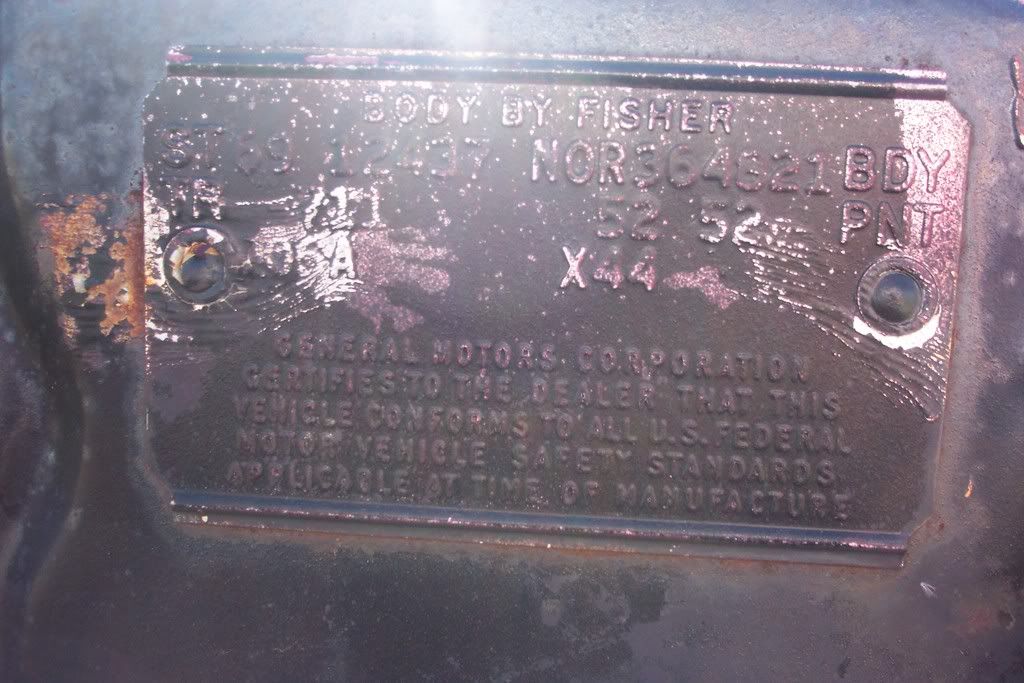 BODY BY FISHER
ST 69 12437 NOR364621 BDY
TR 711 52 52 PNT
A X44
GENERAL MOTORS CORPORATION
CERTIFIES TO THE DEALER THAT THIS
VEHICLE CONFORMS TO ALL U.S. FEDERAL
MOTOR VEHICLE SAFETY STANDARDS
APPLICABLE AT TIME OF MANUFACTURE